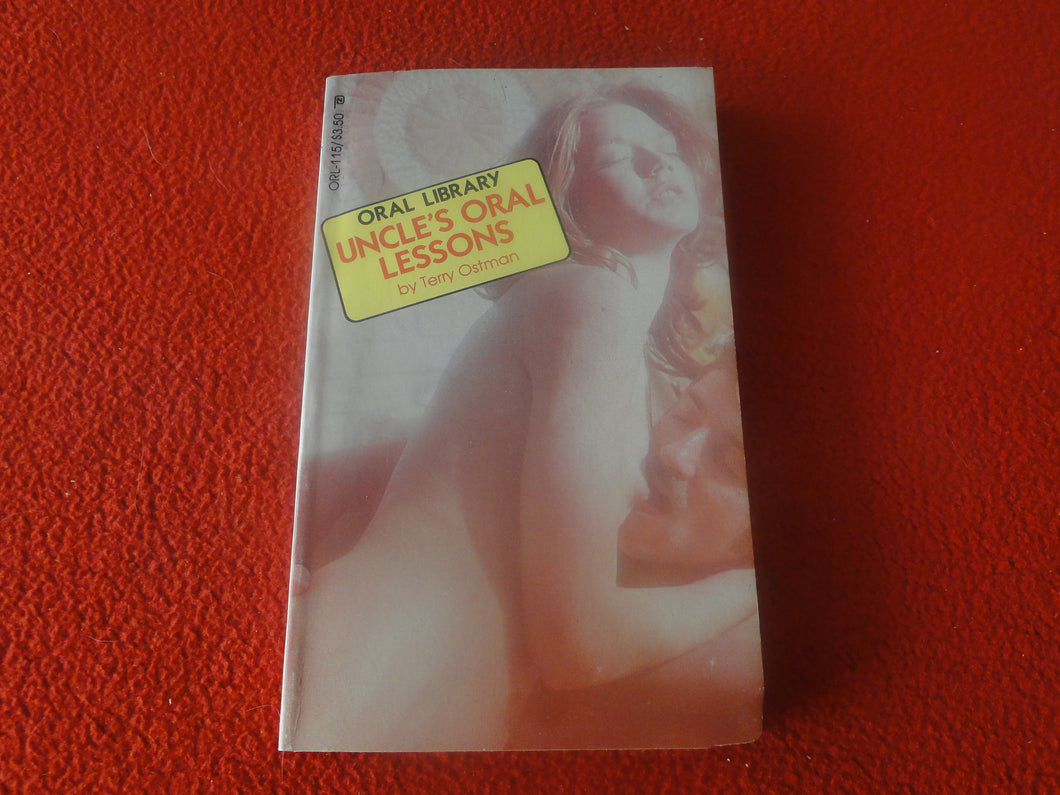 ORL-115/$3.50
ORAL LIBRARY
UNCLE'S ORAL
LESSONS
by Terry Ostman